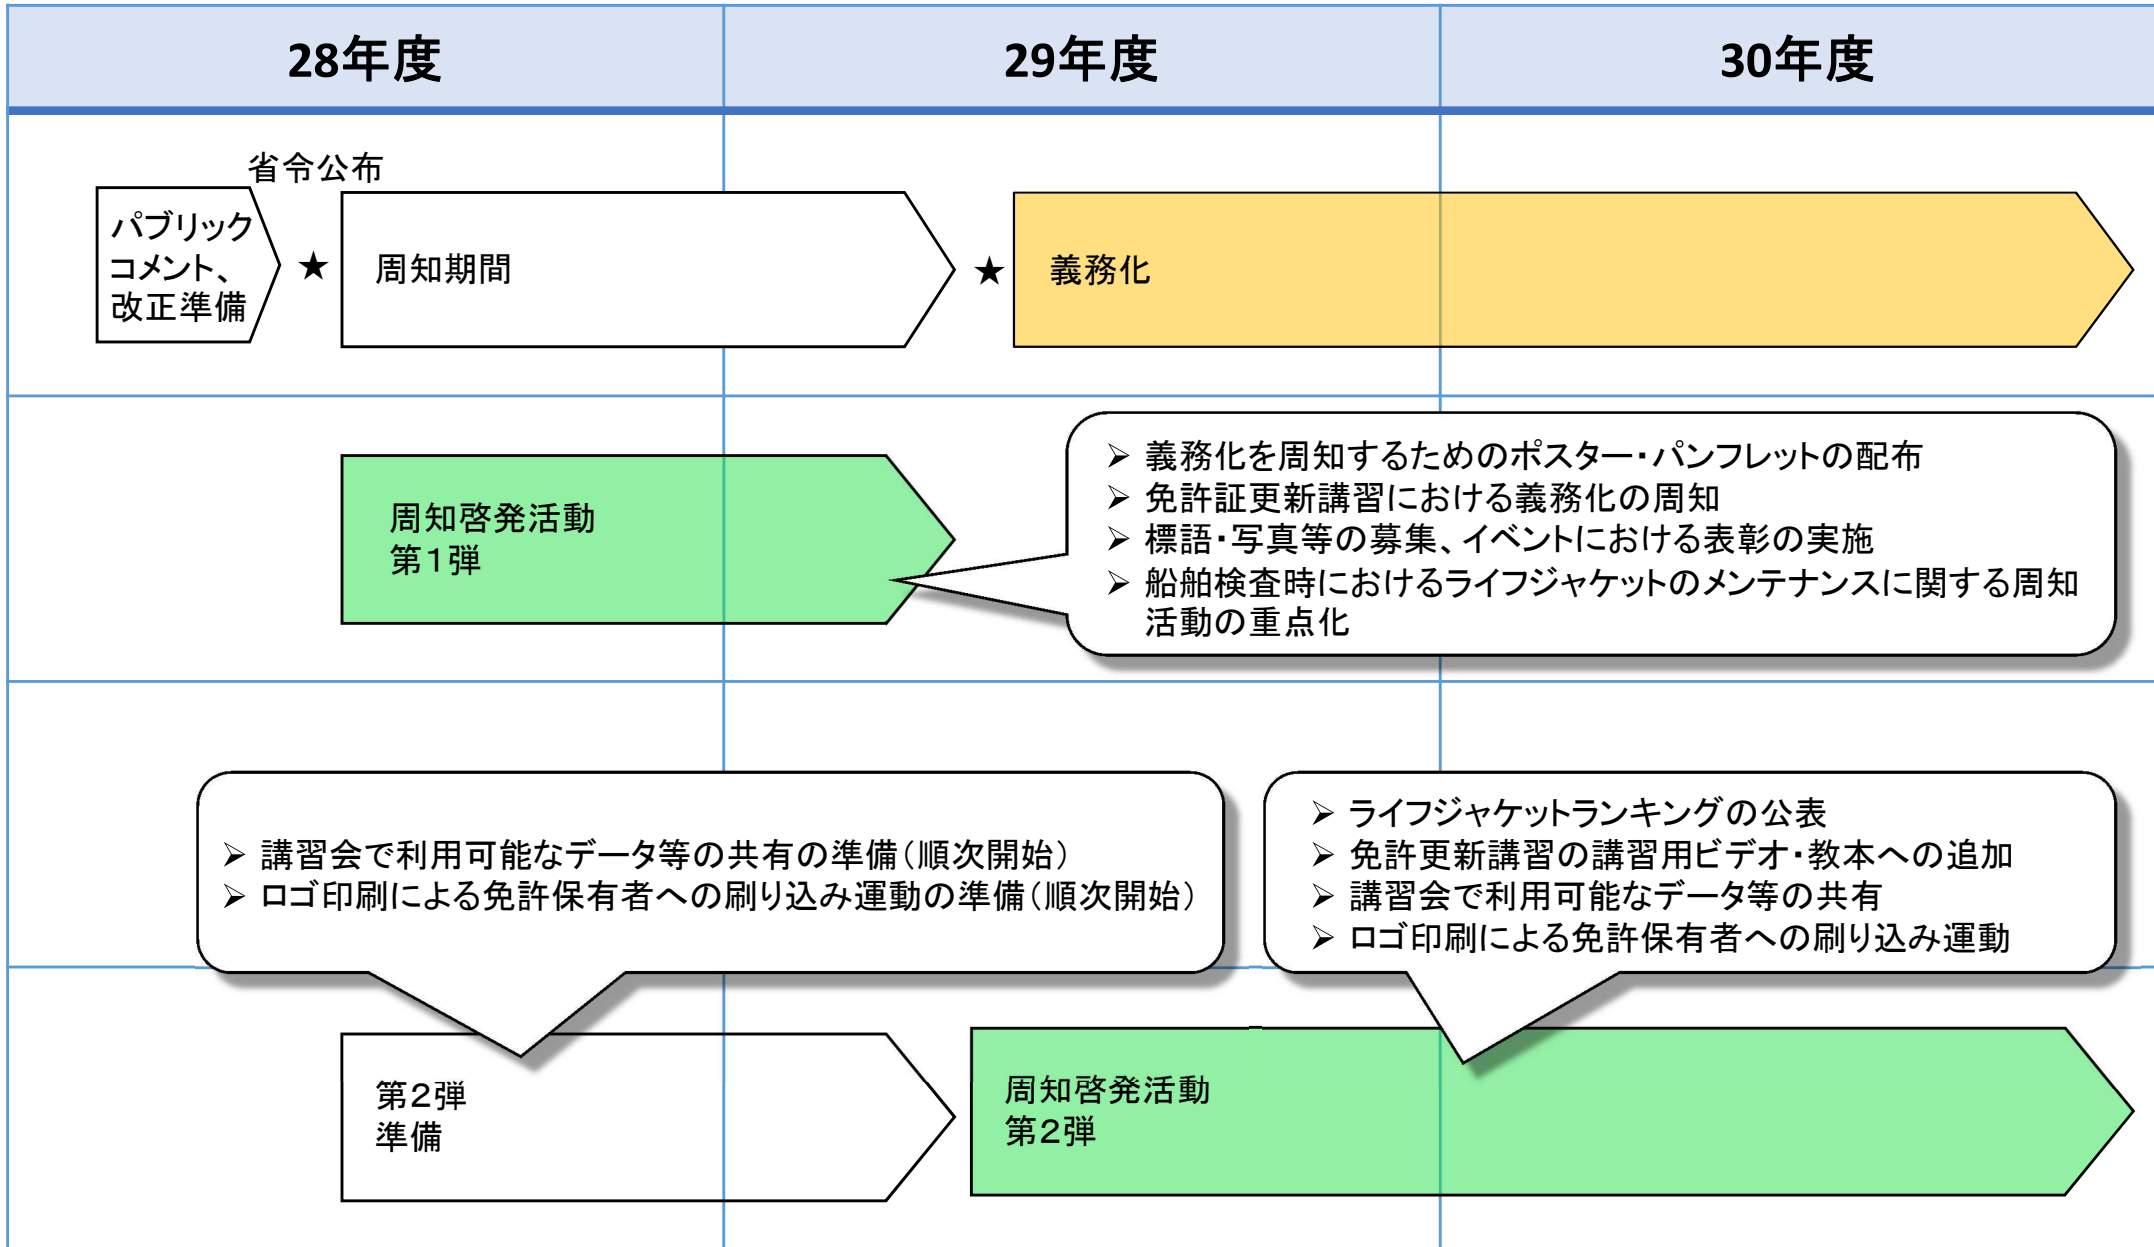 28年度
29年度
30年度
省令公布
パブリック
コメント、
改正準備
★
周知期間
★
義務化
周知啓発活動
第1弾
➢ 義務化を周知するためのポスター・パンフレットの配布
➢ 免許証更新講習における義務化の周知
➢ 標語・写真等の募集、イベントにおける表彰の実施
➢ 船舶検査時におけるライフジャケットのメンテナンスに関する周知
活動の重点化
➢ 講習会で利用可能なデータ等の共有の準備(順次開始)
➢ ロゴ印刷による免許保有者への刷り込み運動の準備(順次開始)
➢ ライフジャケットランキングの公表
➢ 免許更新講習の講習用ビデオ・教本への追加
➢ 講習会で利用可能なデータ等の共有
➢ ロゴ印刷による免許保有者への刷り込み運動
第2弾
準備
周知啓発活動
第2弾